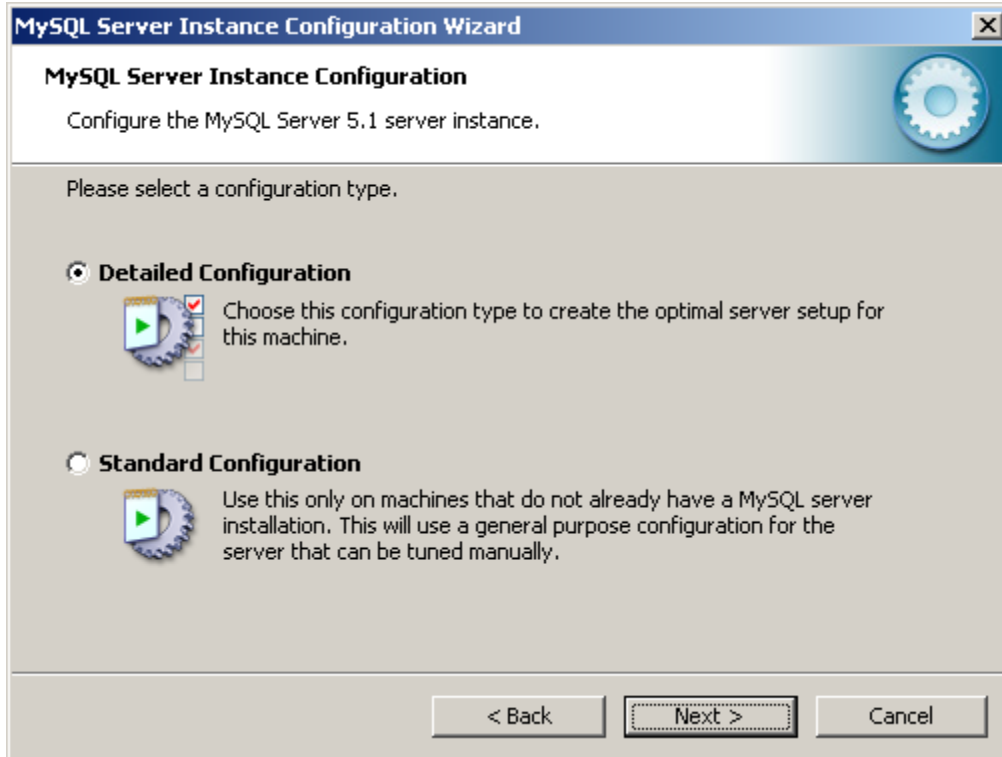 MySQL Server Instance Configuration Wizard
MySQL Server Instance Configuration
Configure the MySQL Server 5.1 server instance.
Please select a configuration type.
Detailed Configuration
Choose this configuration type to create the optimal server setup for
this machine.
Standard Configuration
Use this only on machines that do not already have a MySQL server
installation. This will use a general purpose configuration for the
server that can be tuned manually.
< Back
Next >
Cancel